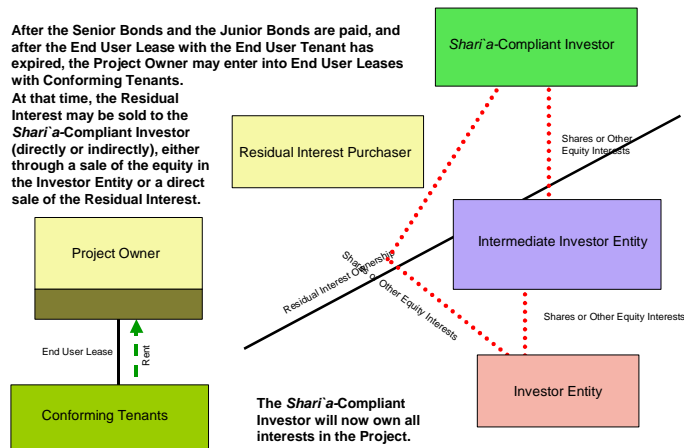 After the Senior Bonds and the Junior Bonds are paid, and
after the End User Lease with the End User Tenant has
expired, the Project Owner may enter into End User Leases
with Conforming Tenants.
At that time, the Residual
Interest may be sold to the
Shari`a-Compliant Investor
(directly or indirectly), either
through a sale of the equity in
the Investor Entity or a direct
sale of the Residual Interest.
Shari`a-Compliant Investor
Residual Interest Purchaser
Shares or Other
Equity Interests
Intermediate Investor Entity
Project Owner
Residual Interest Ownership
Shares or Other Equity Interests
Shares or Other Equity Interests
End User Lease
Rent
Investor Entity
Conforming Tenants
The Shari`a-Compliant
Investor will now own all
interests in the Project.